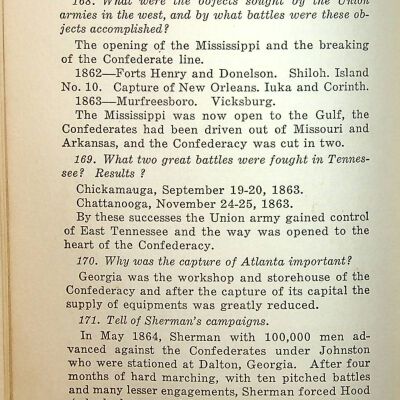 168. What were the objects sought by the Union
armies in the west, and by what battles were these ob-
jects accomplished?
The opening of the Mississippi and the breaking
of the Confederate line.
1862—Forts Henry and Donelson. Shiloh. Island
No. 10. Capture of New Orleans. Iuka and Corinth.
1863—Murfreesboro. Vicksburg.
The Mississippi was now open to the Gulf, the
Confederates had been driven out of Missouri and
Arkansas, and the Confederacy was cut in two.
169. What two great battles were fought in Tennes-
see? Results ?
Chickamauga, September 19-20, 1863.
Chattanooga, November 24-25, 1863.
By these successes the Union army gained control
of East Tennessee and the way was opened to the
heart of the Confederacy.
170. Why was the capture of Atlanta important?
Georgia was the workshop and storehouse of the
Confederacy and after the capture of its capital the
supply of equipments was greatly reduced.
171. Tell of Sherman's campaigns.
In May 1864, Sherman with 100,000 men ad-
vanced against the Confederates under Johnston
who were stationed at Dalton, Georgia. After four
months of hard marching, with ten pitched battles
and many lesser engagements, Sherman forced Hood